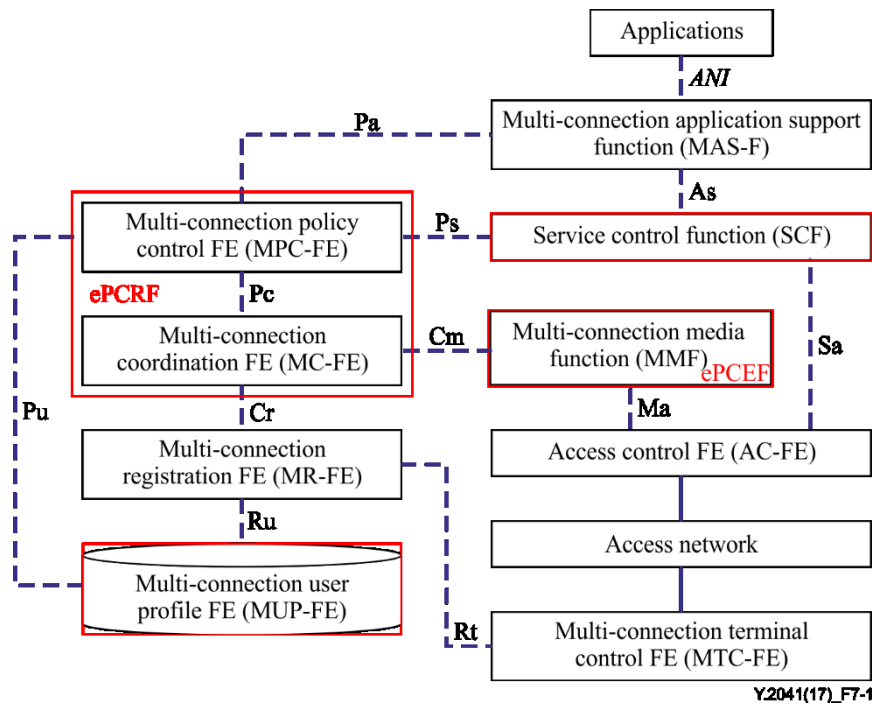 Applications
ANI
Pa
Multi-connection application support
function (MAS-F)
As
Multi-connection policy
control FE (MPC-FE)
Ps
Service control function (SCF)
ePCRF
Pc
Multi-connection
coordination FE (MC-FE)
Cm
Multi-connection media
function (MMF)
ePCEF
Sa
Pu
Cr
Ma
Multi-connection
registration FE (MR-FE)
Access control FE (AC-FE)
Ru
Access network
Multi-connection user
profile FE (MUP-FE)
Rt
Multi-connection terminal
control FE (MTC-FE)
Y.2041(17)_F7-1